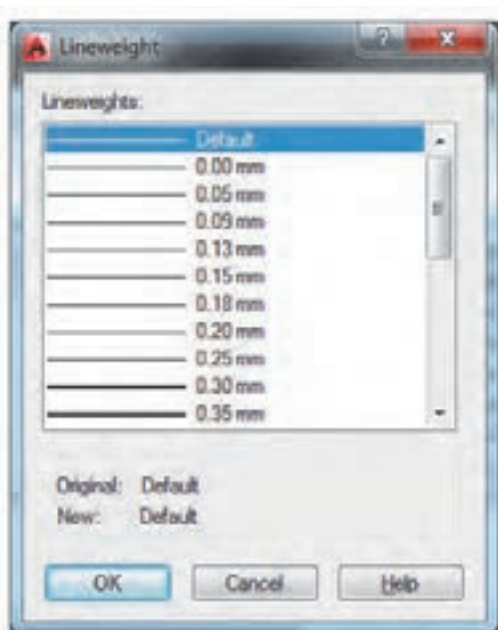 Lineweight
Lineweights:
Default
0.00 mm
0.05 mm
0.09 mm
0.13 mm
0.15 mm
0.18 mm
0.20 mm
0.25 mm
0.30 mm
0.35 mm
Original: Default
New: Default
OK Cancel Help